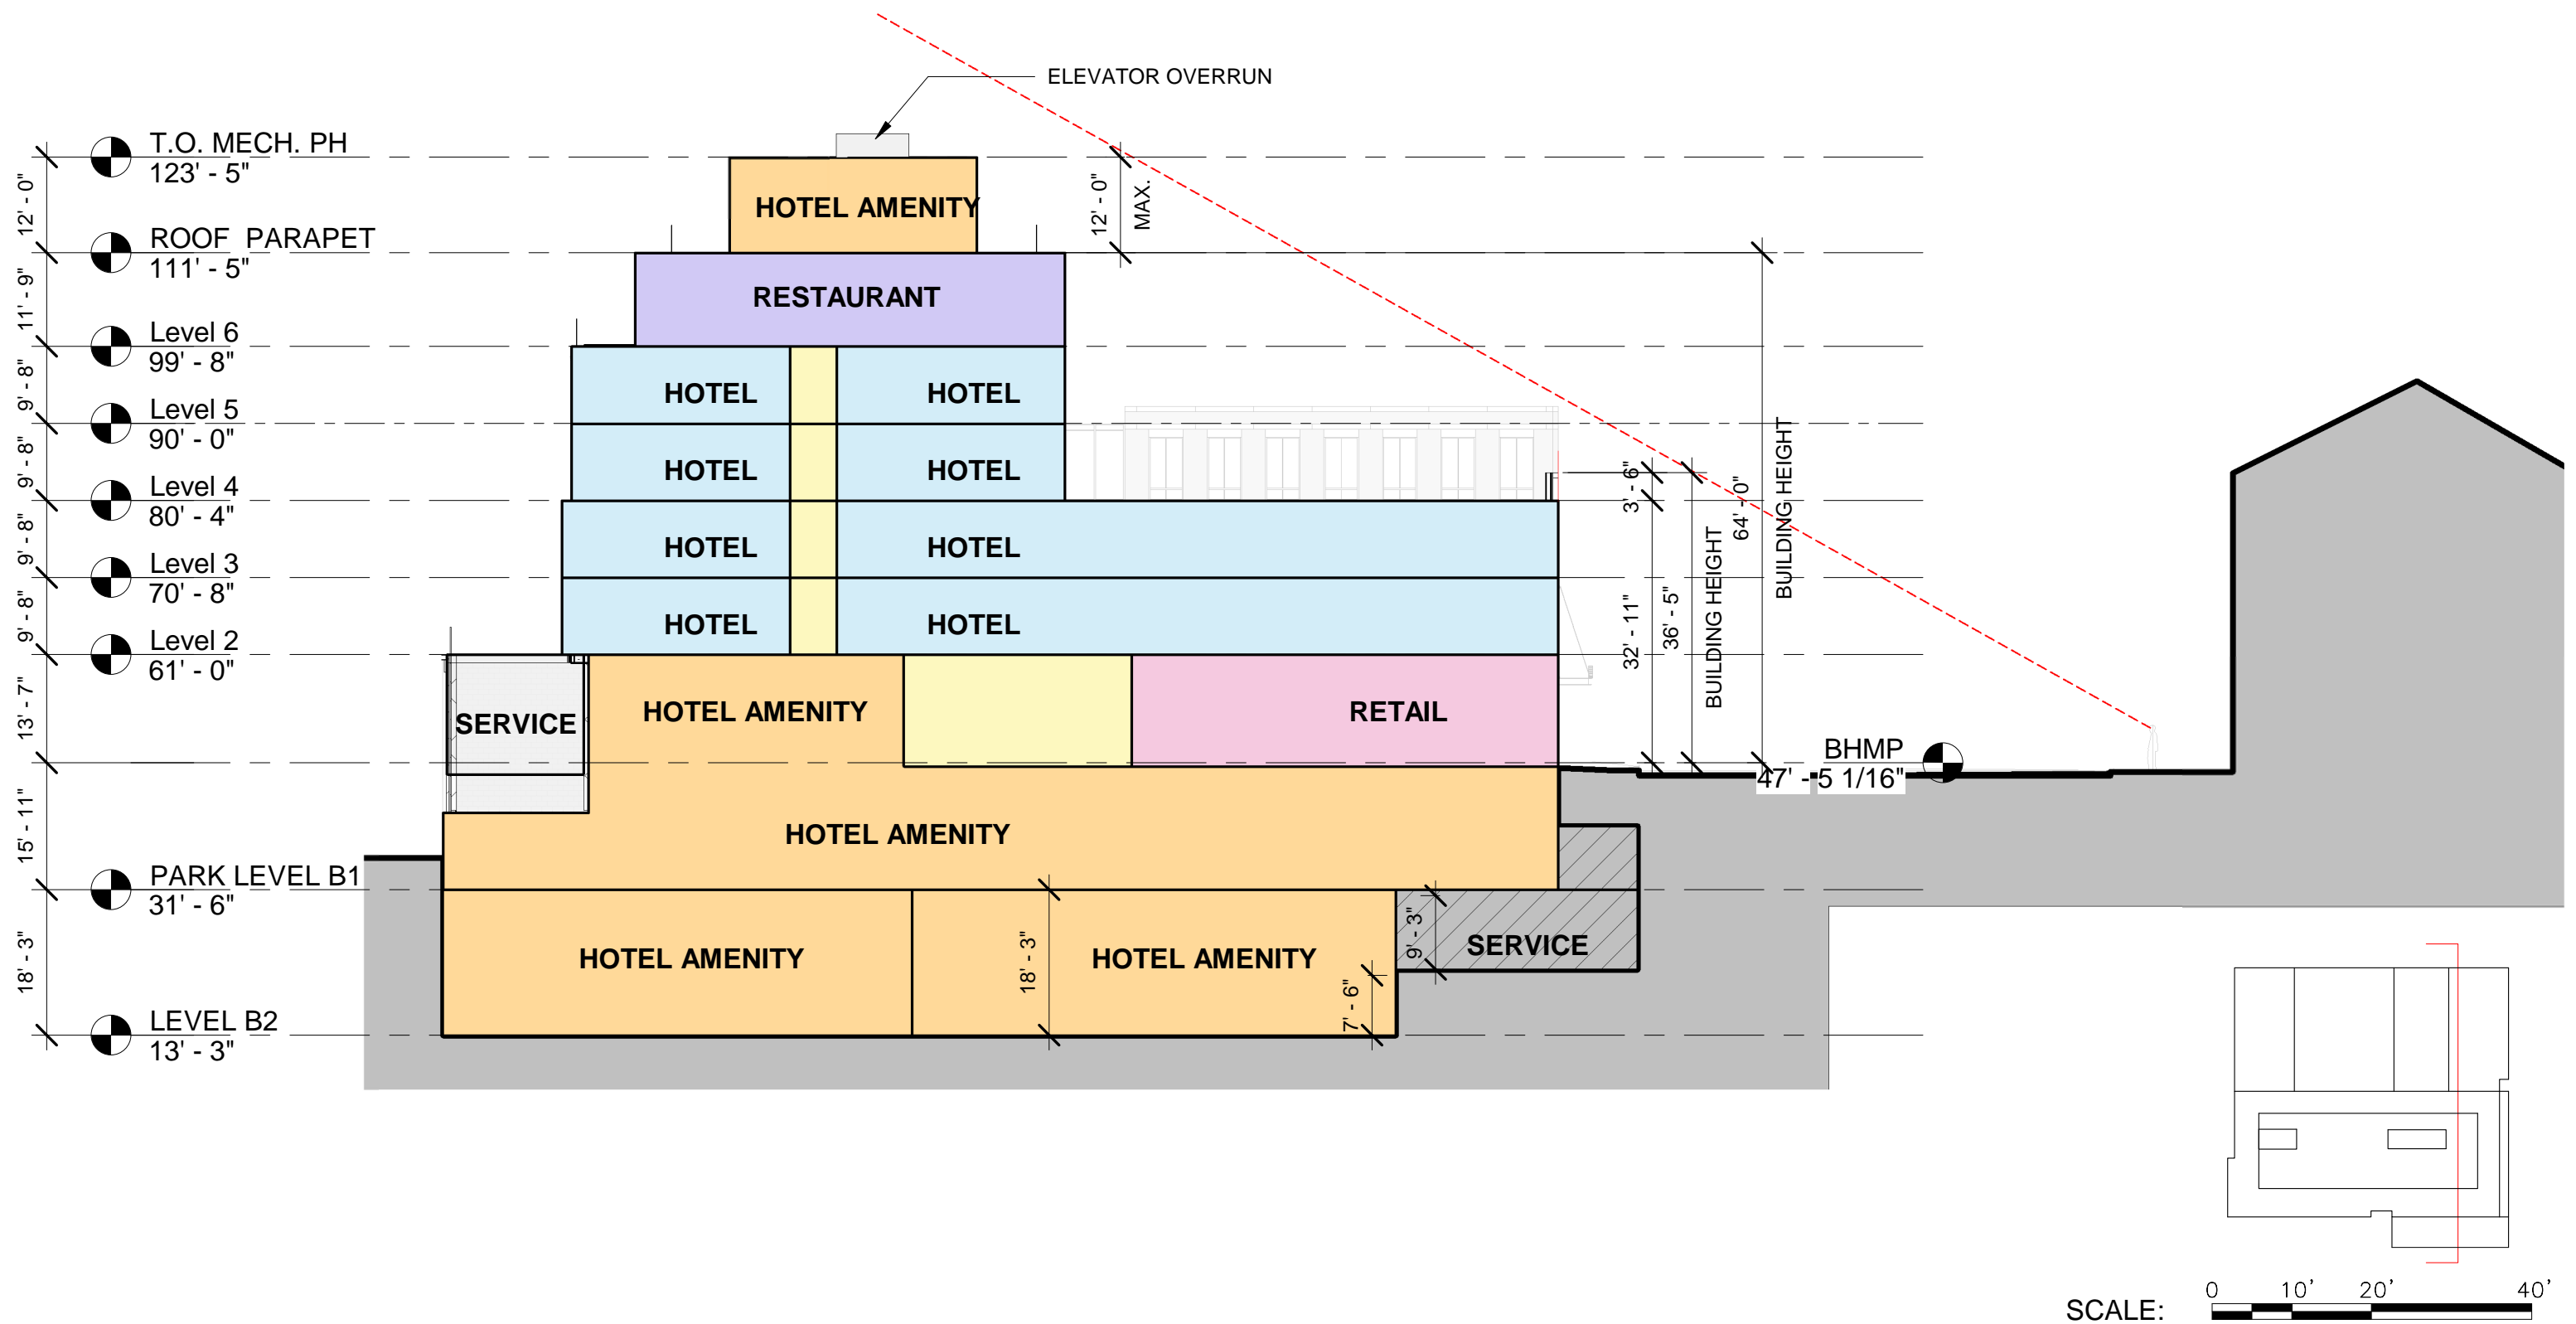 ELEVATOR OVERRUN
T.O. MECH. PH
123' - 5"
12' - 0"
HOTEL AMENITY
12' - 0"
MAX.
ROOF PARAPET
111' - 5"
11' - 9"
RESTAURANT
Level 6
99' - 8"
9' - 8"
HOTEL
HOTEL
Level 5
90' - 0"
9' - 8"
HOTEL
HOTEL
Level 4
80' - 4"
9' - 8"
HOTEL
HOTEL
Level 3
70' - 8"
9' - 8"
HOTEL
HOTEL
Level 2
61' - 0"
3' - 6"
32' - 11"
36' - 5"
BUILDING HEIGHT
64' - 0"
BUILDING HEIGHT
13' - 7"
SERVICE
HOTEL AMENITY
RETAIL
BHMP
47' - 5 1/16"
15' - 11"
HOTEL AMENITY
PARK LEVEL B1
31' - 6"
18' - 3"
HOTEL AMENITY
18' - 3"
HOTEL AMENITY
7' - 6"
9' - 3"
SERVICE
LEVEL B2
13' - 3"
SCALE:
0 10' 20' 40'